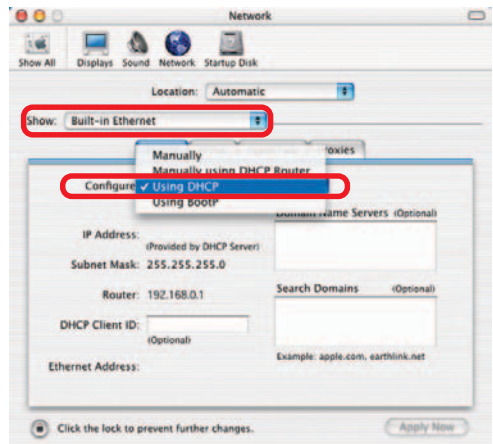 Network
Show All Displays Sound Network Startup Disk
Location: Automatic
Show: Built-in Ethernet
Manually
Manually using DHCP Router
Configure ✓ Using DHCP
Using BootP
Domain Name Servers (Optional)
IP Address:
(Provided by DHCP Server)
Subnet Mask: 255.255.255.0
Router: 192.168.0.1
Search Domains (Optional)
DHCP Client ID:
(Optional)
Example: apple.com, earthlink.net
Ethernet Address:
Click the lock to prevent further changes.
Apply Now